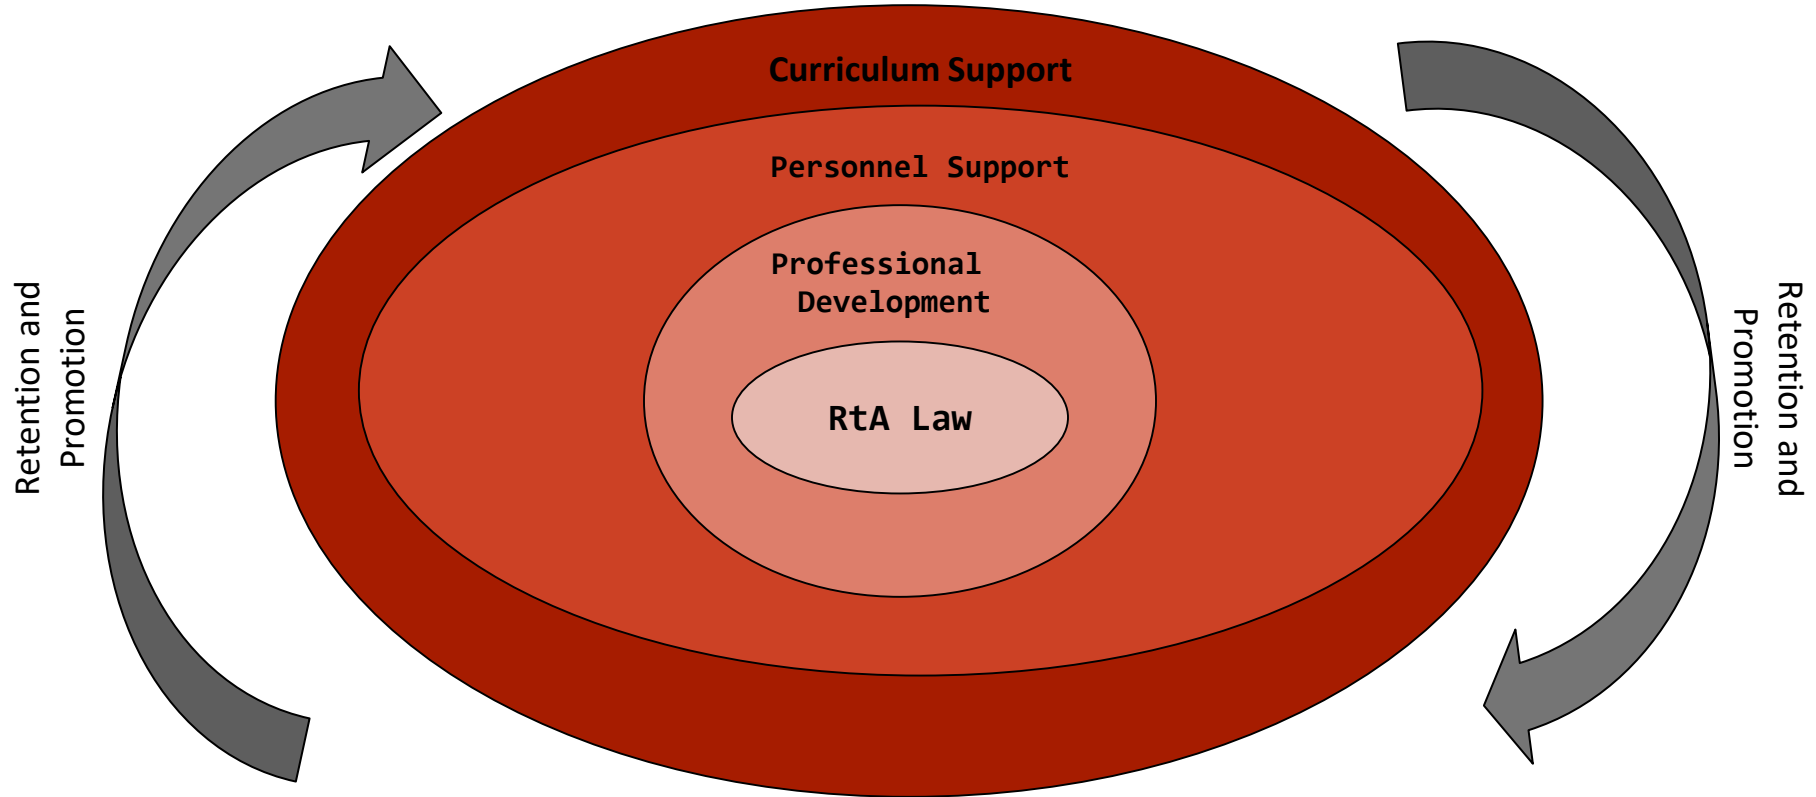 Curriculum Support
Personnel Support
Professional
Development
RtA Law
Retention and
Promotion
Retention and
Promotion